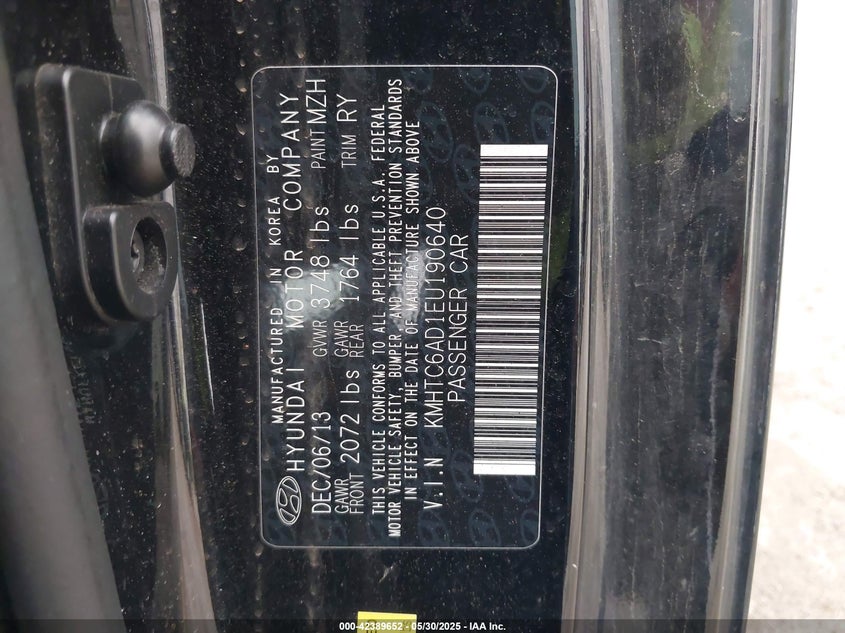 MANUFACTURED IN KOREA BY
HYUNDAI MOTOR COMPANY
DEC/06/13 GVWR 3748 lbs PAINT MZH
GAWR FRONT 2072 lbs GAWR REAR 1764 lbs TRIM RY
THIS VEHICLE CONFORMS TO ALL APPLICABLE U.S.A. FEDERAL
MOTOR VEHICLE SAFETY, BUMPER, AND THEFT PREVENTION STANDARDS
IN EFFECT ON THE DATE OF MANUFACTURE SHOWN ABOVE
V.I.N KMHTC6AD1EU190640
PASSENGER CAR
000-42389652 - 05/30/2025 - IAA Inc.